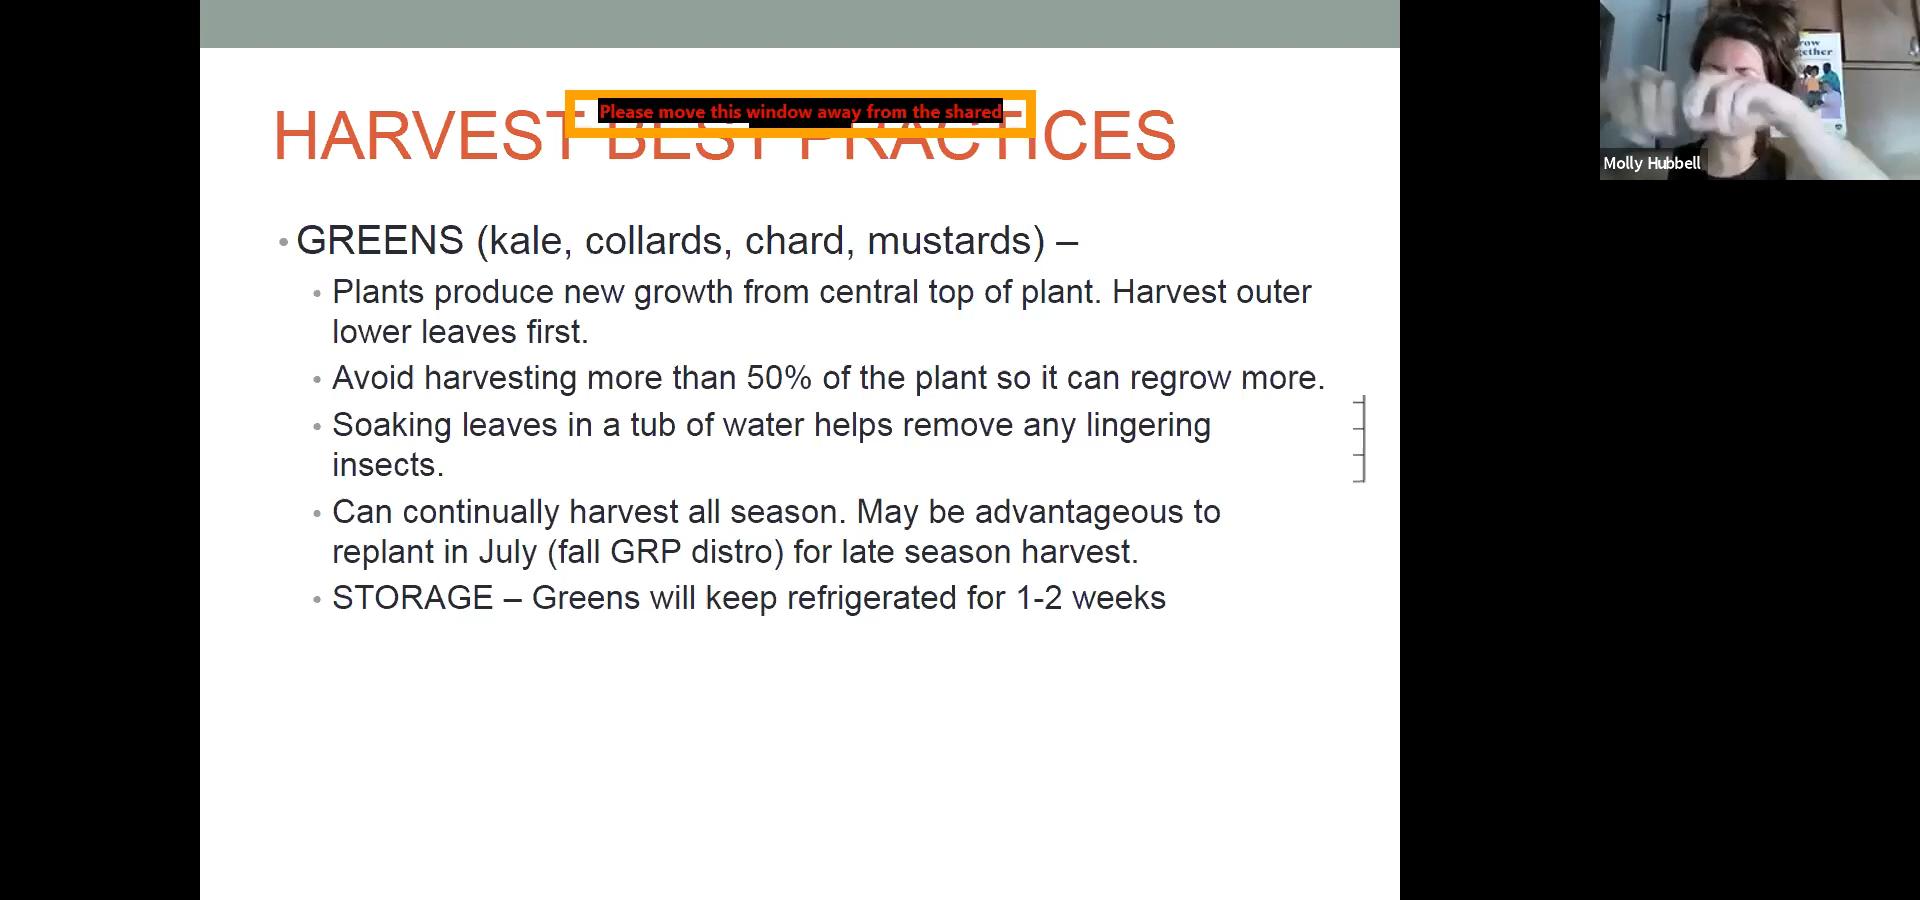 Please move this window away from the shared
HARVEST BEST PRACTICES
• GREENS (kale, collards, chard, mustards) –
• Plants produce new growth from central top of plant. Harvest outer
lower leaves first.
• Avoid harvesting more than 50% of the plant so it can regrow more.
• Soaking leaves in a tub of water helps remove any lingering
insects.
• Can continually harvest all season. May be advantageous to
replant in July (fall GRP distro) for late season harvest.
• STORAGE – Greens will keep refrigerated for 1-2 weeks
Molly Hubbell